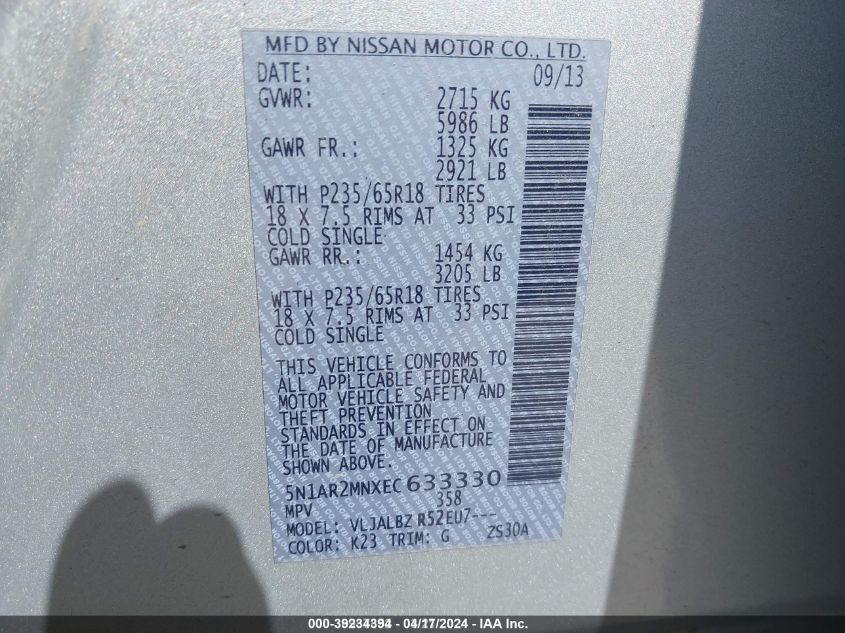 MFD BY NISSAN MOTOR CO., LTD.
DATE: 09/13
GVWR: 2715 KG
5986 LB
GAWR FR.: 1325 KG
2921 LB
WITH P235/65R18 TIRES
18 X 7.5 RIMS AT 33 PSI
COLD SINGLE
GAWR RR.: 1454 KG
3205 LB
WITH P235/65R18 TIRES
18 X 7.5 RIMS AT 33 PSI
COLD SINGLE
THIS VEHICLE CONFORMS TO
ALL APPLICABLE FEDERAL
MOTOR VEHICLE SAFETY AND
THEFT PREVENTION
STANDARDS IN EFFECT ON
THE DATE OF MANUFACTURE
SHOWN ABOVE.
5N1AR2MNXEC633330
MPV 358
MODEL: VLJALBZ R52EU7---
COLOR: K23 TRIM: G ZS30A
000-39234394 - 04/17/2024 - IAA Inc.